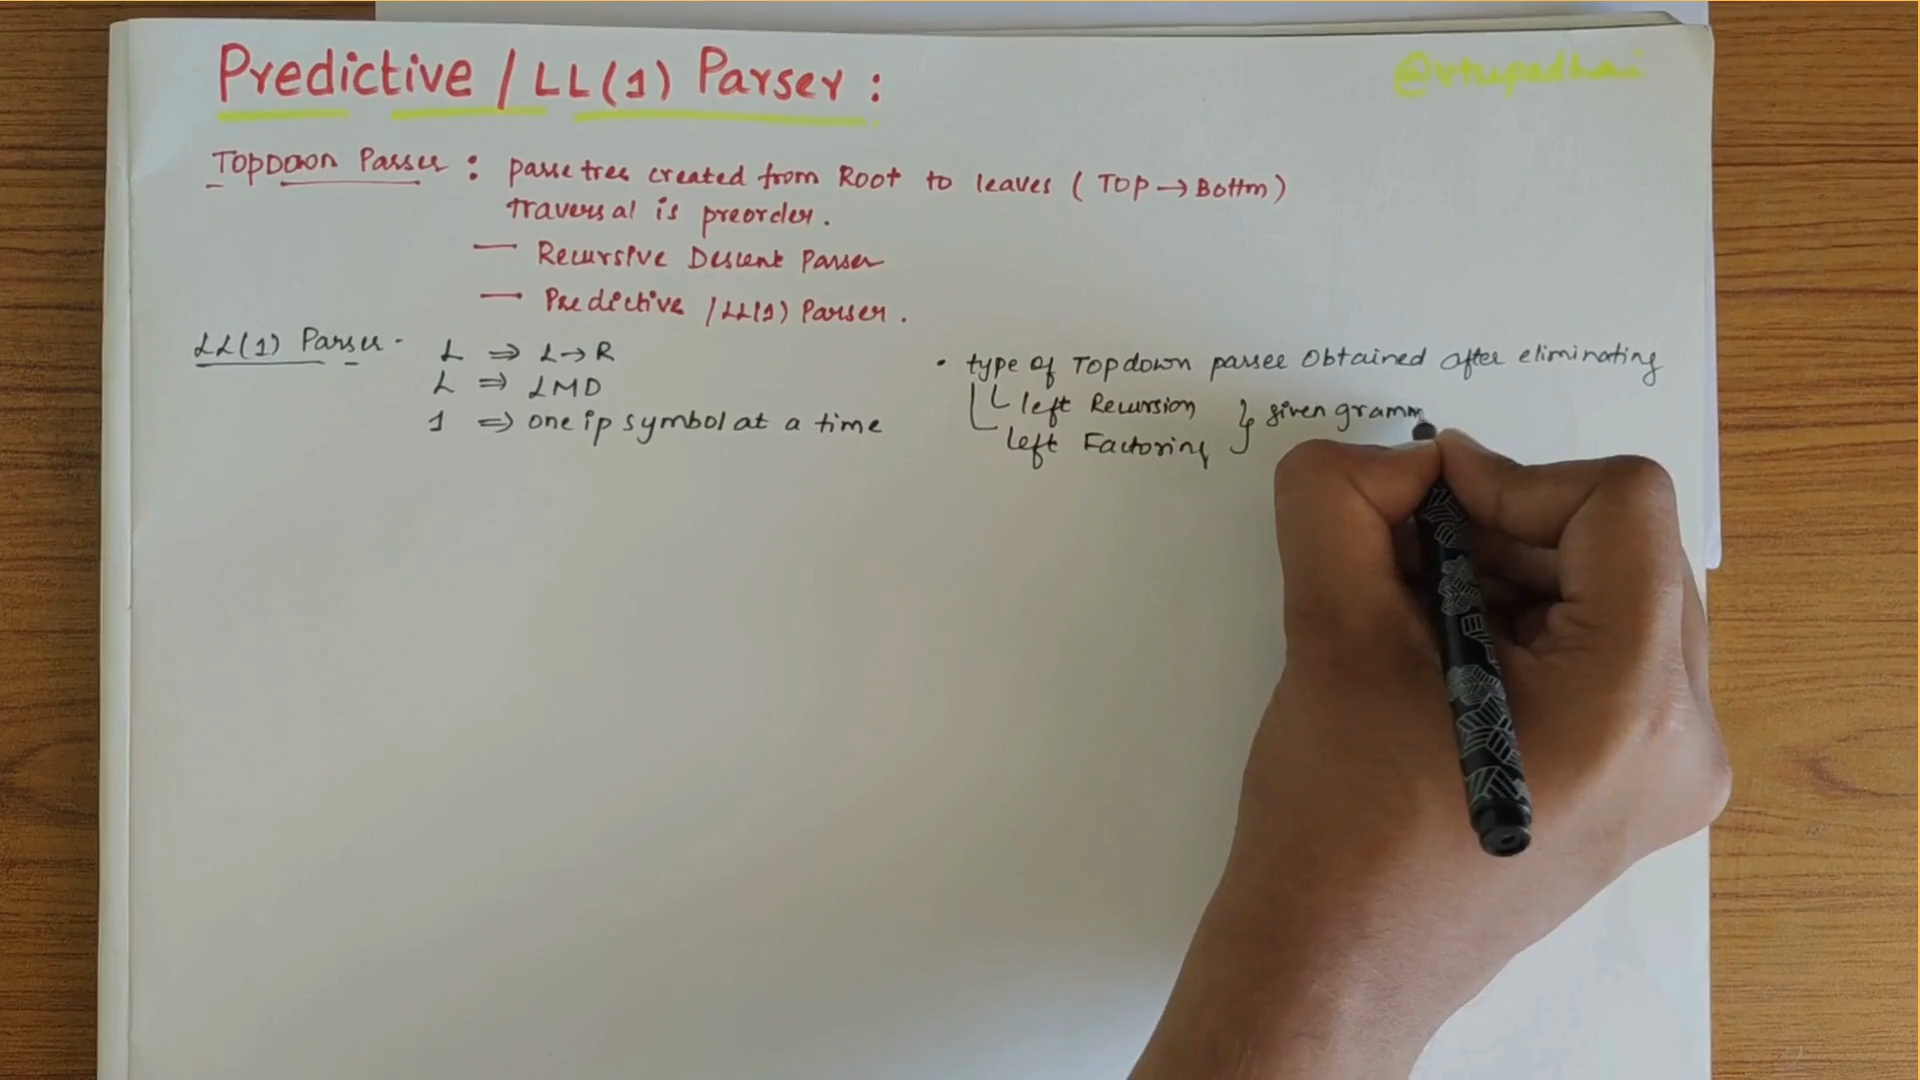 Predictive / LL(1) Parser :
@vtupadhai
TopDown Parser : parse tree created from Root to leaves ( Top → Bottm )
traversal is preorder.
— Recursive Descent Parser
— Predictive / LL(1) Parser .
LL(1) Parser -
L ⇒ L → R
L ⇒ LMD
1 ⇒ one ip symbol at a time
• type of Topdown parser Obtained after eliminating
left Recursion } given gramm
left Factoring